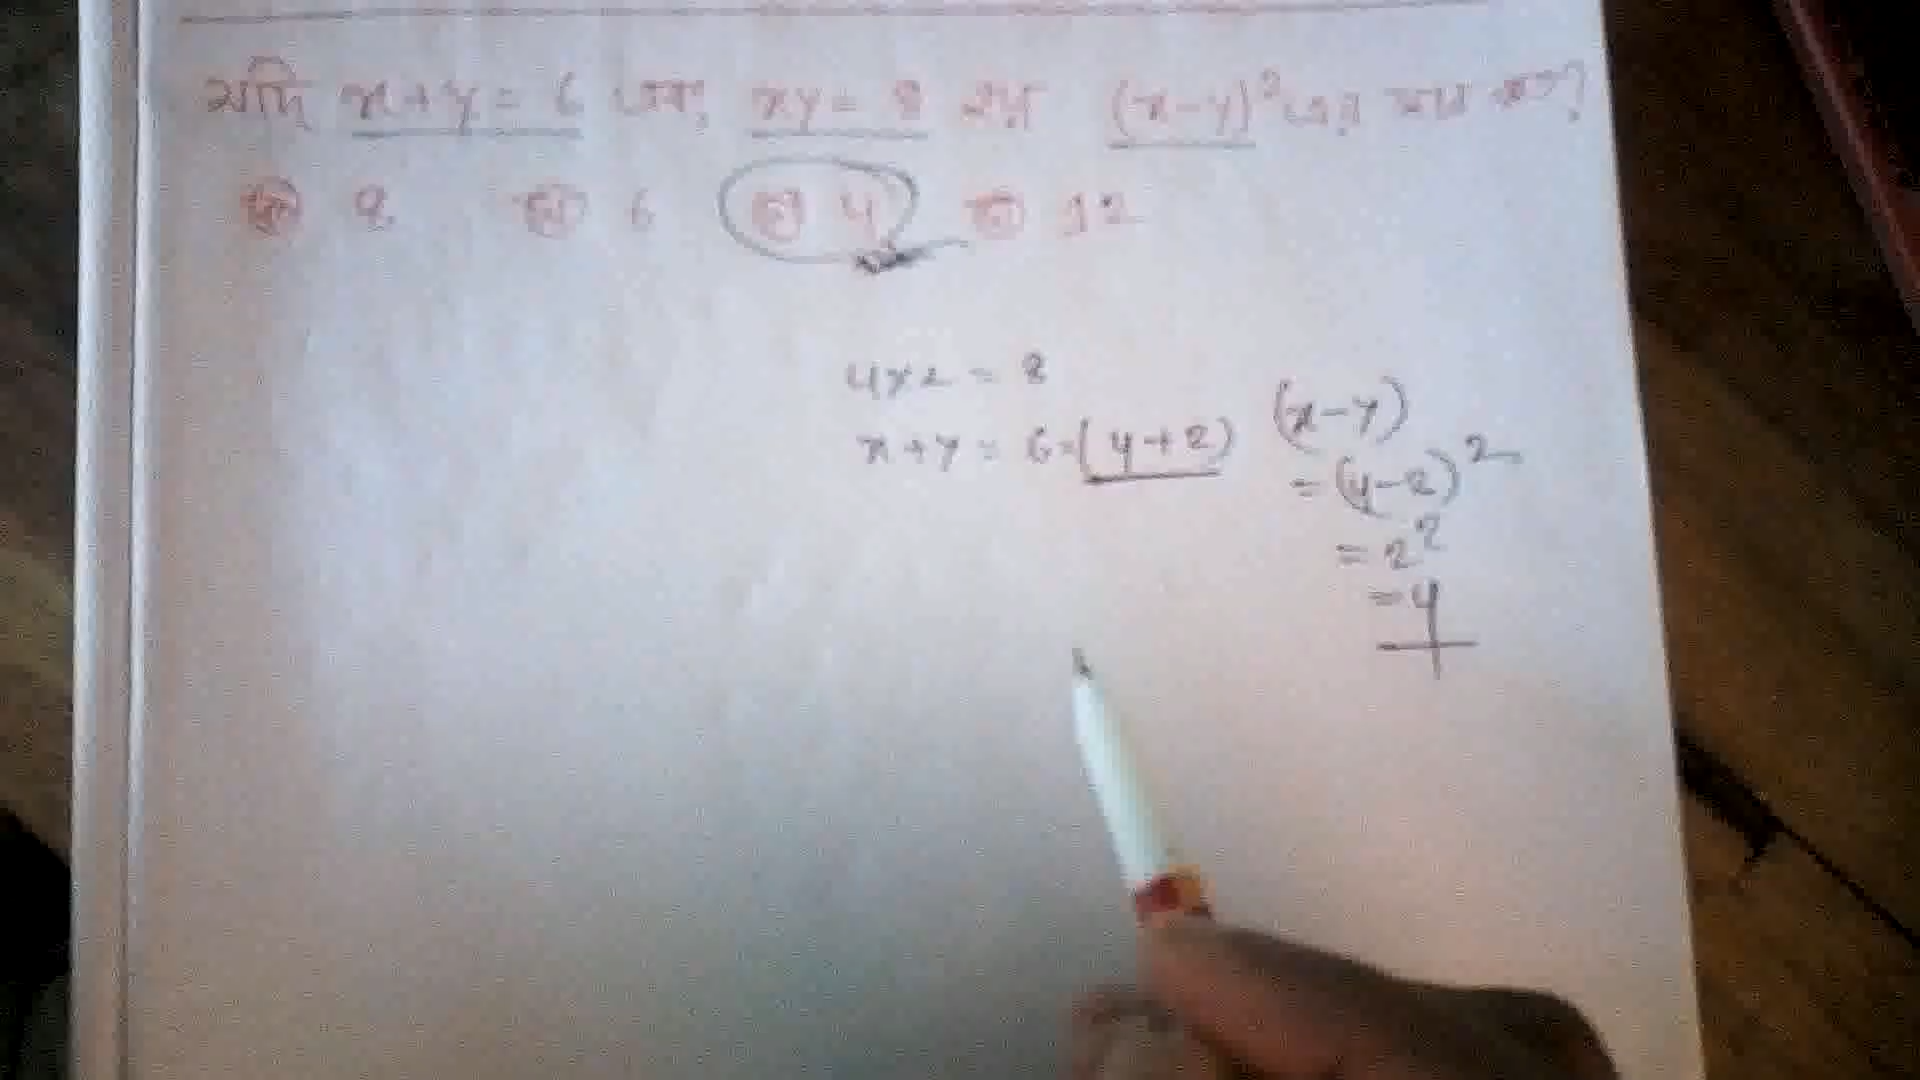 যদি x+y = 6 এবং xy = 8 হয় (x-y)² এর মান কত?
ক 8 খ 6 গ 4 ঘ 12
4×2 = 8
x+y = 6 = (4+2)
(x-y)
= (4-2)²
= 2²
= 4